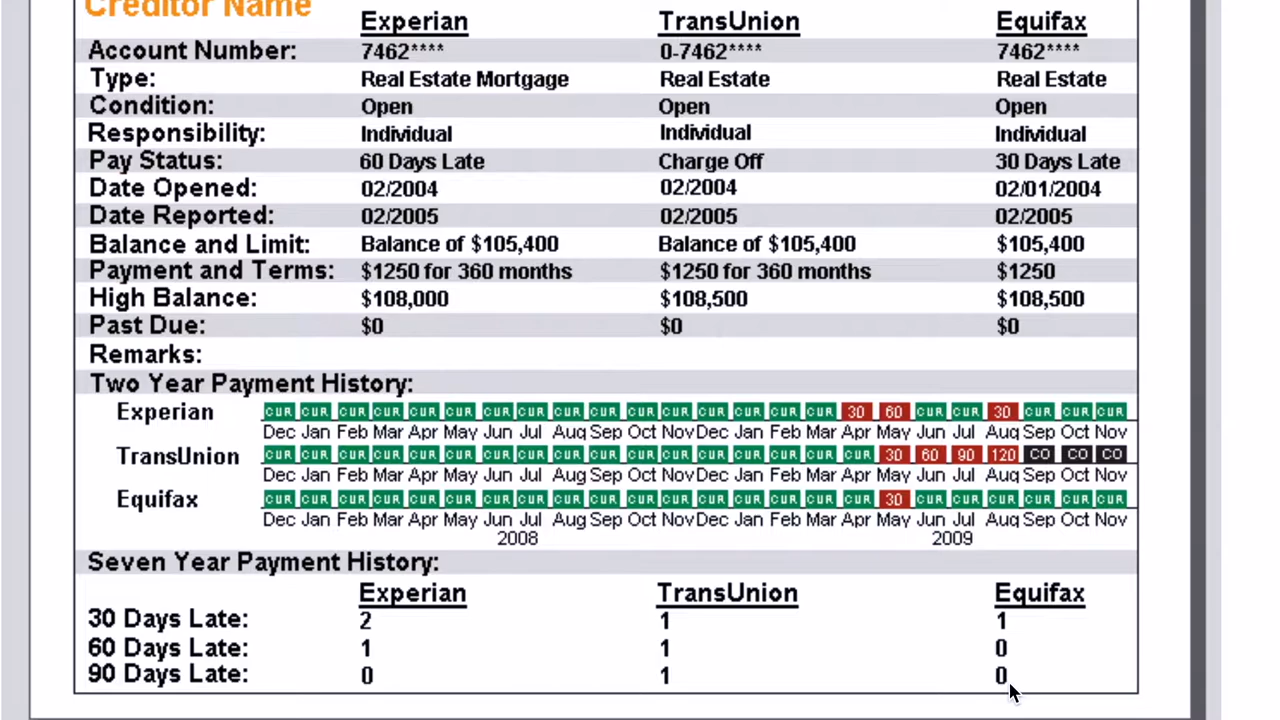 Creditor Name
Experian TransUnion Equifax
Account Number: 7462**** 0-7462**** 7462****
Type: Real Estate Mortgage Real Estate Real Estate
Condition: Open Open Open
Responsibility: Individual Individual Individual
Pay Status: 60 Days Late Charge Off 30 Days Late
Date Opened: 02/2004 02/2004 02/01/2004
Date Reported: 02/2005 02/2005 02/2005
Balance and Limit: Balance of $105,400 Balance of $105,400 $105,400
Payment and Terms: $1250 for 360 months $1250 for 360 months $1250
High Balance: $108,000 $108,500 $108,500
Past Due: $0 $0 $0
Remarks:
Two Year Payment History:
Experian CUR CUR CUR CUR CUR CUR CUR CUR CUR CUR CUR CUR CUR CUR CUR CUR 30 60 CUR CUR 30 CUR CUR CUR
Dec Jan Feb Mar Apr May Jun Jul Aug Sep Oct Nov Dec Jan Feb Mar Apr May Jun Jul Aug Sep Oct Nov
TransUnion CUR CUR CUR CUR CUR CUR CUR CUR CUR CUR CUR CUR CUR CUR CUR CUR CUR 30 60 90 120 CO CO CO
Dec Jan Feb Mar Apr May Jun Jul Aug Sep Oct Nov Dec Jan Feb Mar Apr May Jun Jul Aug Sep Oct Nov
Equifax CUR CUR CUR CUR CUR CUR CUR CUR CUR CUR CUR CUR CUR CUR CUR CUR CUR 30 CUR CUR CUR CUR CUR CUR
Dec Jan Feb Mar Apr May Jun Jul Aug Sep Oct Nov Dec Jan Feb Mar Apr May Jun Jul Aug Sep Oct Nov
2008 2009
Seven Year Payment History:
Experian TransUnion Equifax
30 Days Late: 2 1 1
60 Days Late: 1 1 0
90 Days Late: 0 1 0